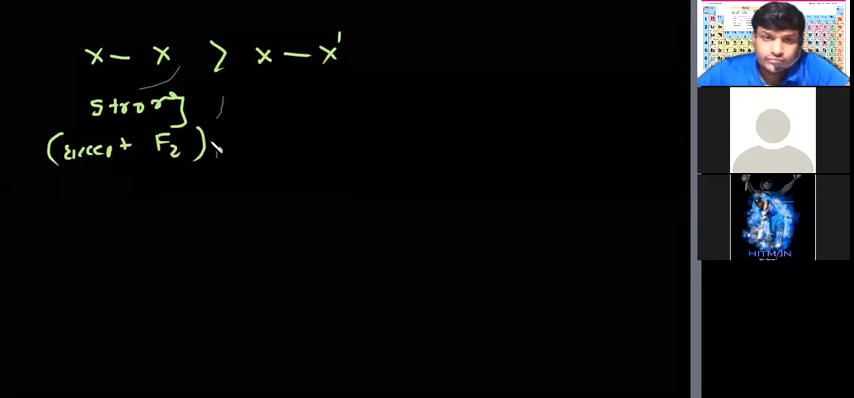 x – x > x – x'
strong
(except F2)
HITMAN